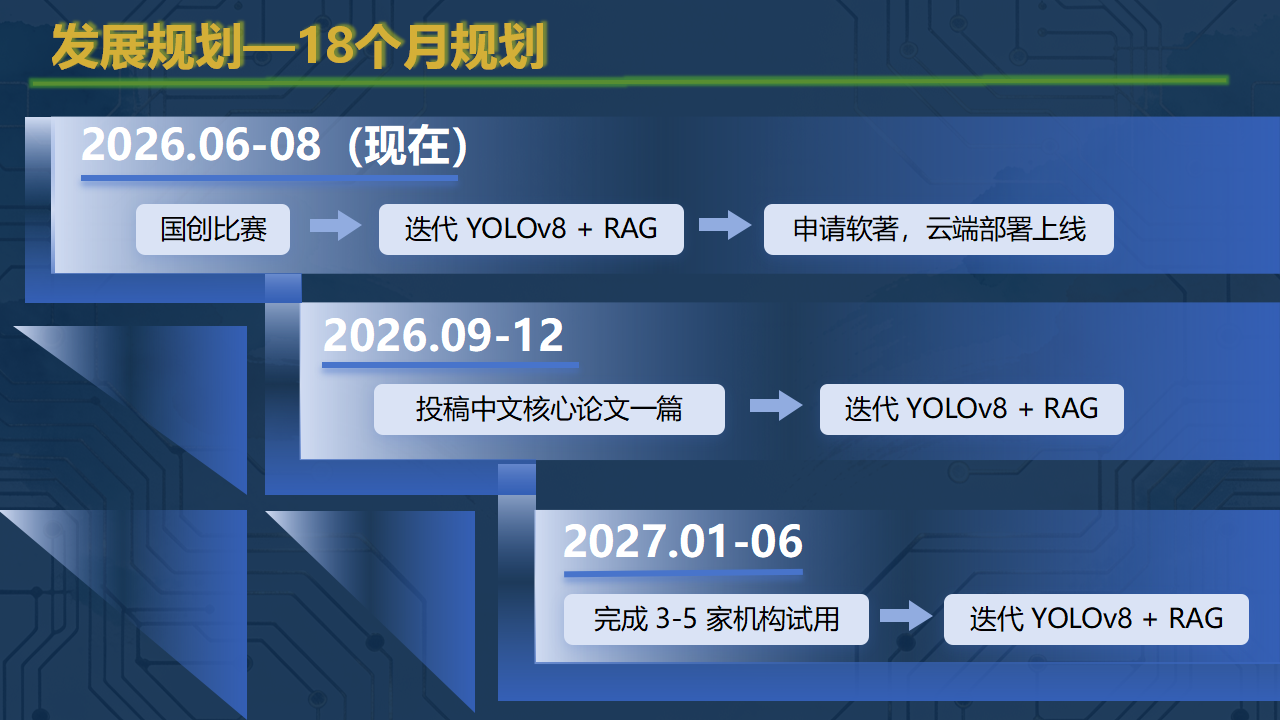 发展规划—18个月规划
2026.06-08（现在）
国创比赛
迭代 YOLOv8 + RAG
申请软著，云端部署上线
2026.09-12
投稿中文核心论文一篇
迭代 YOLOv8 + RAG
2027.01-06
完成 3-5 家机构试用
迭代 YOLOv8 + RAG